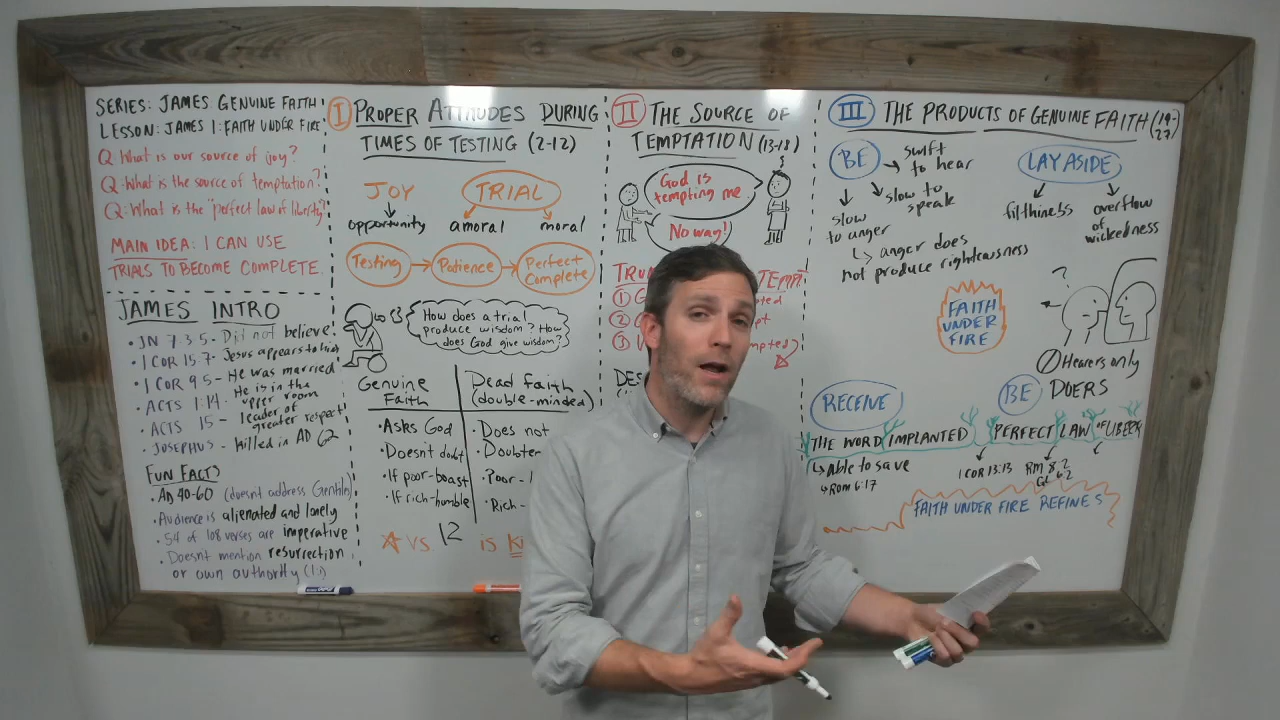 SERIES: JAMES GENUINE FAITH
LESSON: JAMES 1: FAITH UNDER FIRE
Q: What is our source of joy?
Q: What is the source of temptation?
Q: What is the "perfect law of liberty?
MAIN IDEA: I CAN USE
TRIALS TO BECOME COMPLETE.
JAMES INTRO
• JN 7 3 5 - Did not believe
• 1 COR 15:7 - Jesus appears to him
• 1 COR 9 5 - He was married
• ACTS 1:14 - He is in the
upper room
• ACTS 15 - leader of
greater respect
• JOSEPHUS - killed in AD 62
FUN FACTS
• AD 40-60 (doesn't address Gentiln)
• Audience is alienated and lonely
• 54 of 108 verses are imperative
• Doesnt mention resurrection
or own authority (1:1)
I PROPER ATTITUDES DURING
TIMES OF TESTING (2-12)
JOY TRIAL
opportunity amoral moral
Testing Patience Perfect
Complete
How does a trial
produce wisdom? How
does God give wisdom?
Genuine
Faith
• Asks God
• Doesn't doubt
• If poor-boast
• If rich-humble
Dead Faith
(double-minded)
• Does not
• Doubter
• Poor -
Rich -
VS 12 is
II THE SOURCE OF
TEMPTATION (13-18)
God is
tempting me
No way!
TEMPT
1
2
3
III THE PRODUCTS OF GENUINE FAITH (19-
27)
BE
swift
to hear
slow to
speak
slow
to anger
anger does
not produce righteousness
LAY ASIDE
filthiness
overflow
of
wickedness
FAITH
UNDER
FIRE
?
Hearers only
BE DOERS
RECEIVE
THE WORD IMPLANTED
Able to save
Rom 6:17
PERFECT LAW OF LIBERTY
1 COR 13:13
RM 8:2
6:2
FAITH UNDER FIRE REFINES